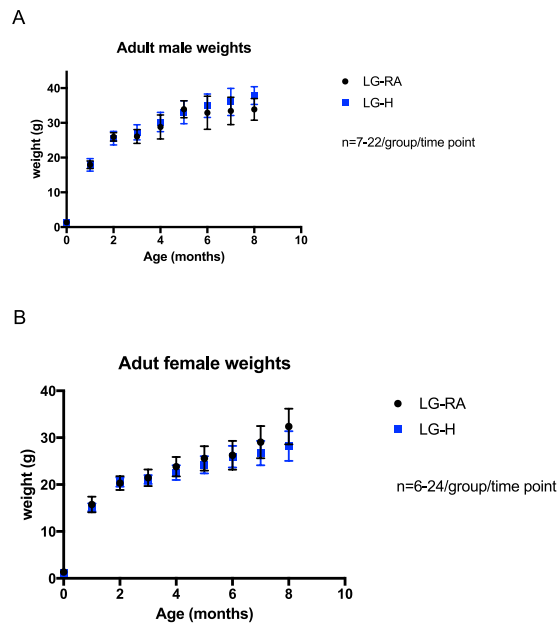 A
Adult male weights
LG-RA
LG-H
n=7-22/group/time point
weight (g)
40
30
20
10
0
0 2 4 6 8 10
Age (months)
B
Adut female weights
LG-RA
LG-H
n=6-24/group/time point
weight (g)
40
30
20
10
0
0 2 4 6 8 10
Age (months)